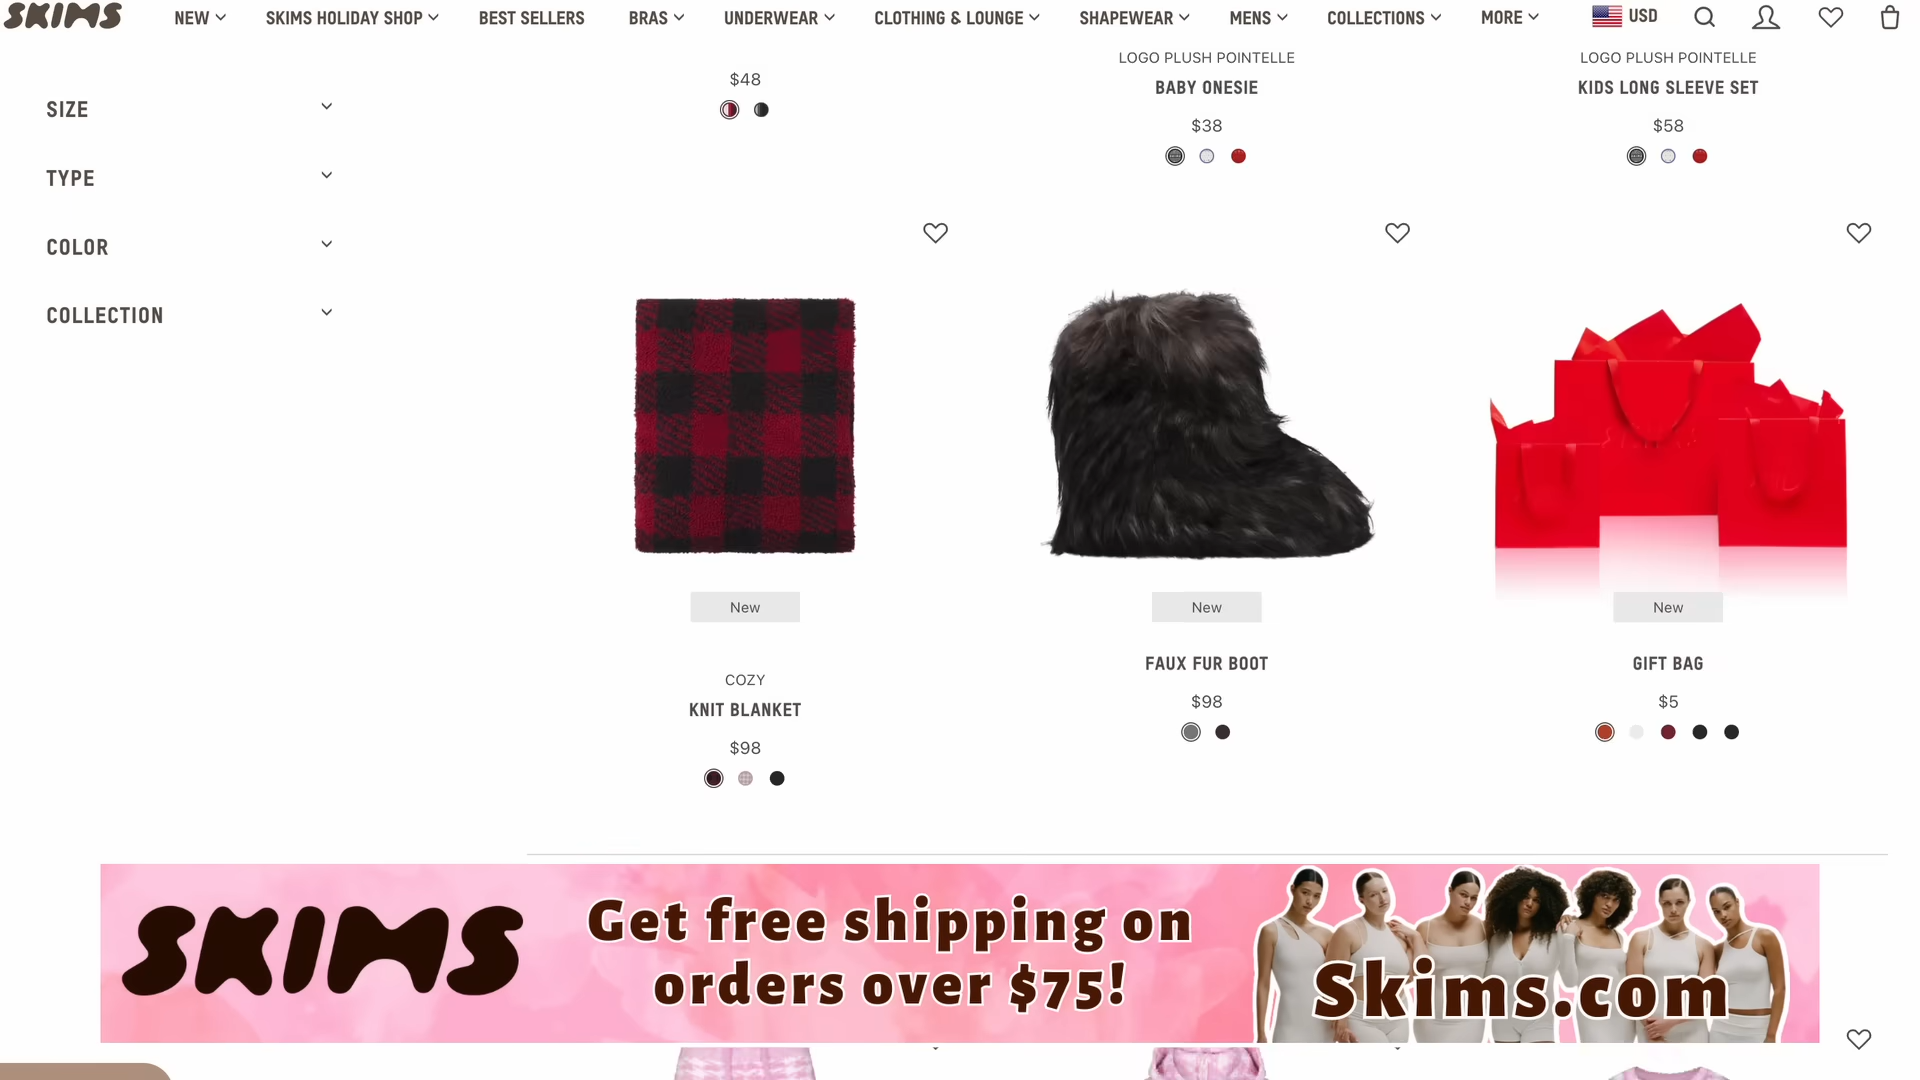 SKIMS
NEW
SKIMS HOLIDAY SHOP
BEST SELLERS
BRAS
UNDERWEAR
CLOTHING & LOUNGE
SHAPEWEAR
MENS
COLLECTIONS
MORE
USD
SIZE
TYPE
COLOR
COLLECTION
$48
LOGO PLUSH POINTELLE
BABY ONESIE
$38
LOGO PLUSH POINTELLE
KIDS LONG SLEEVE SET
$58
New
COZY
KNIT BLANKET
$98
New
FAUX FUR BOOT
$98
New
GIFT BAG
$5
SKIMS
Get free shipping on
orders over $75!
Skims.com